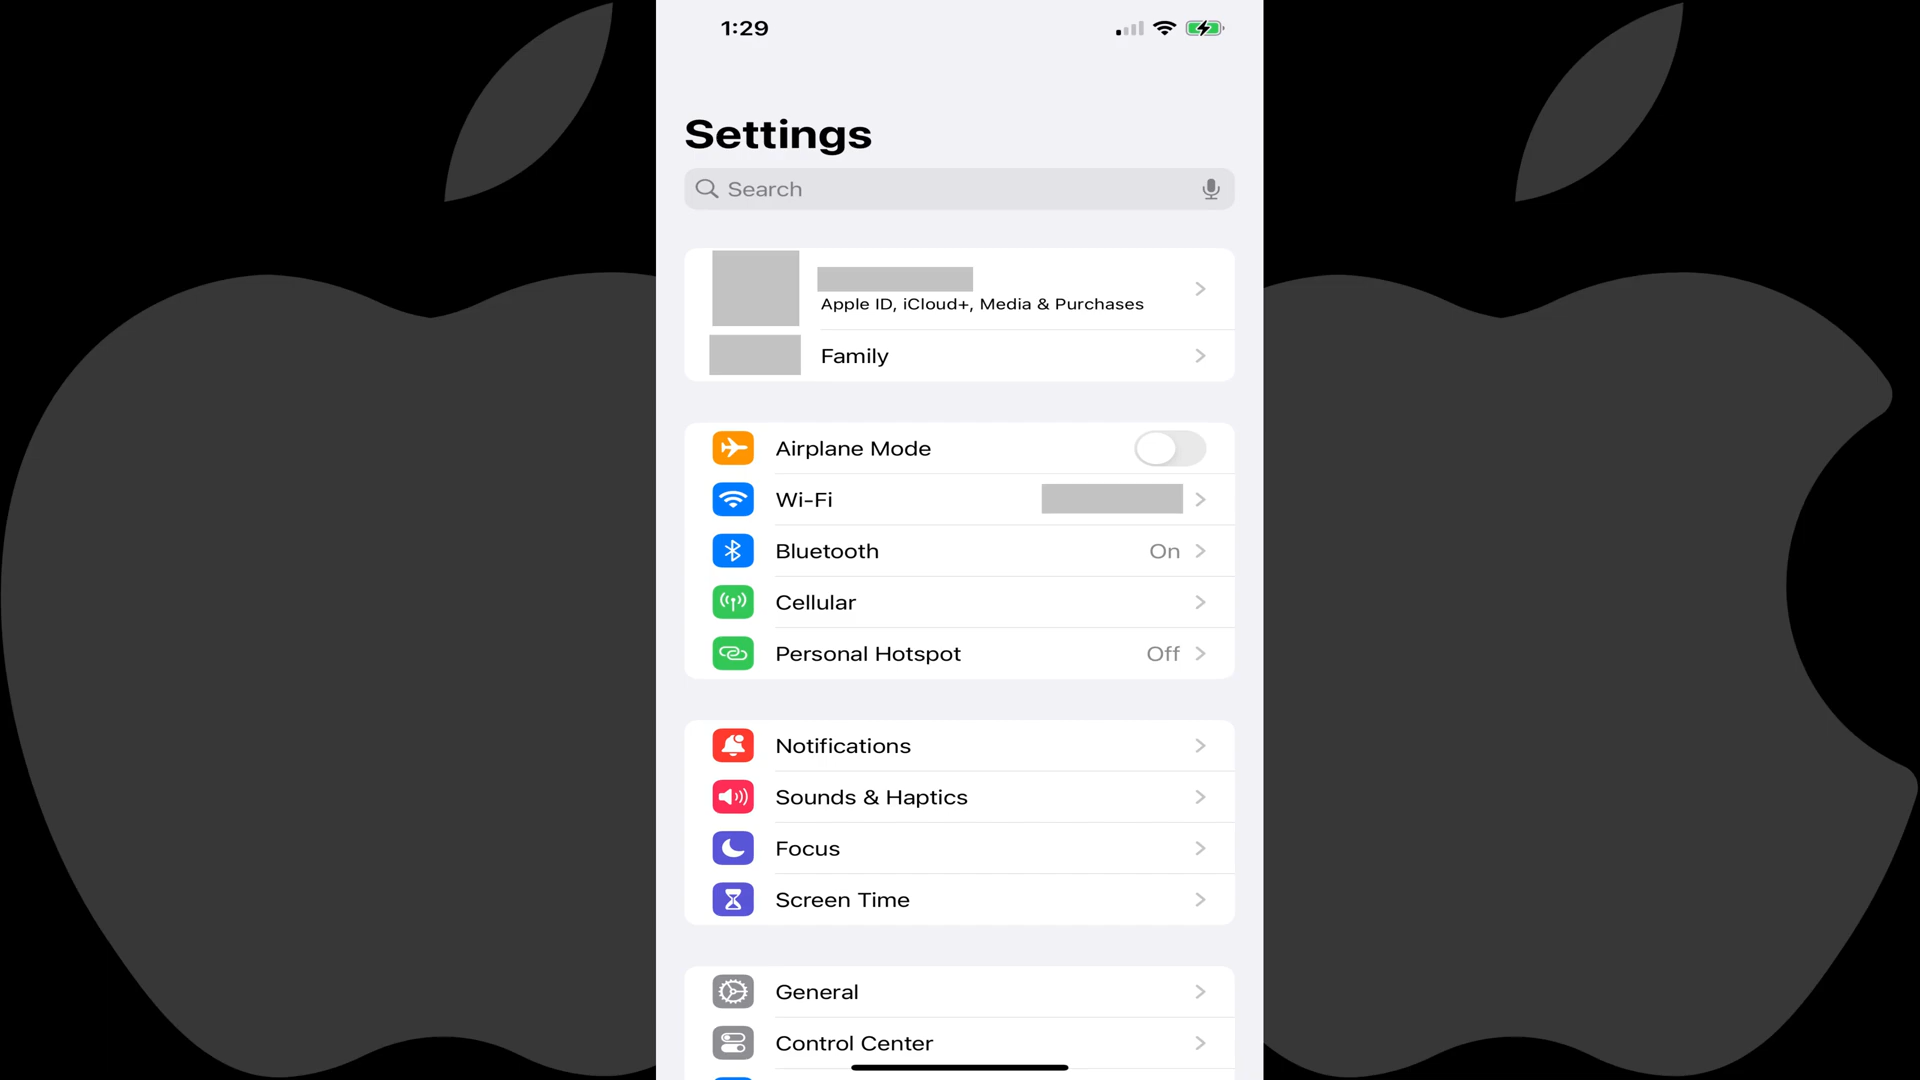 1:29
Settings
Search
Apple ID, iCloud+, Media & Purchases
Family
Airplane Mode
Wi-Fi
Bluetooth On
Cellular
Personal Hotspot Off
Notifications
Sounds & Haptics
Focus
Screen Time
General
Control Center